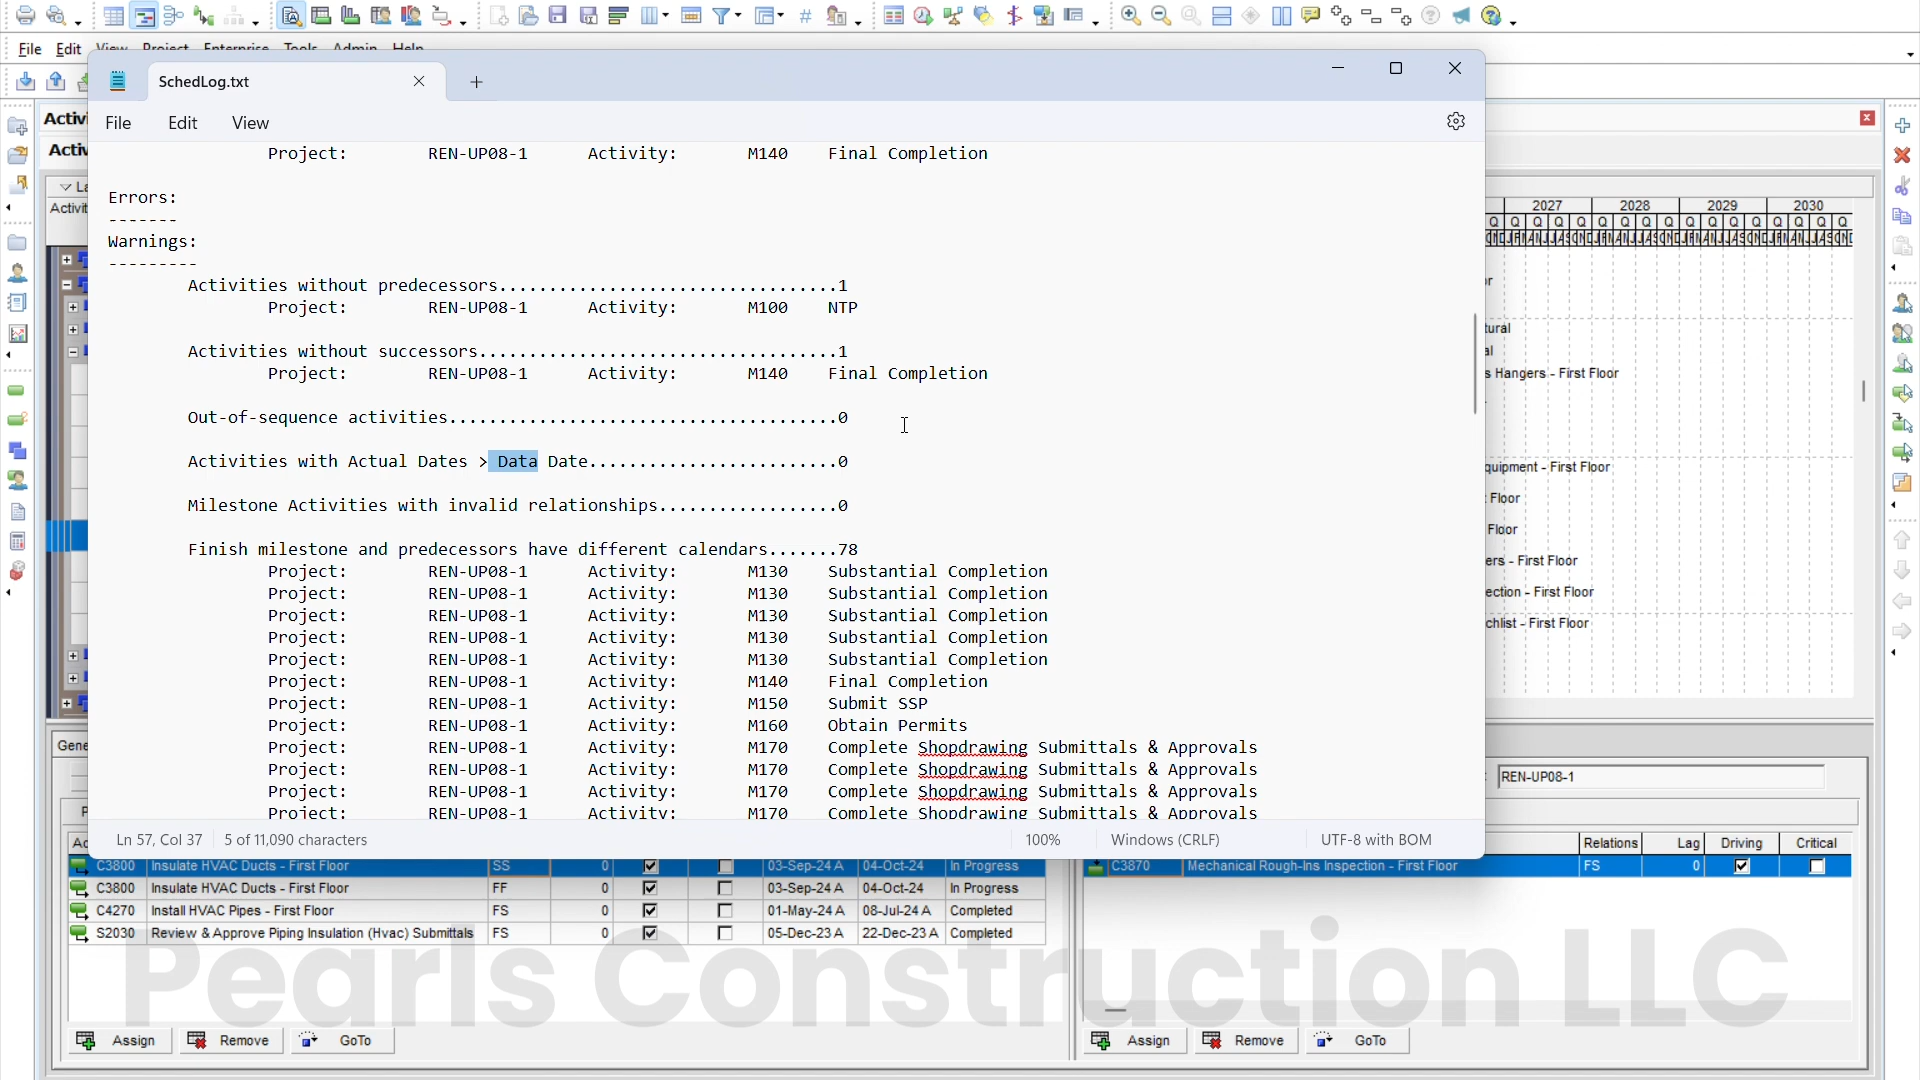 File Edit View Project Enterprise Tools Admin Help
SchedLog.txt
File Edit View
Project: REN-UP08-1 Activity: M140 Final Completion
Errors:
-------
Warnings:
---------
Activities without predecessors..................................1
Project: REN-UP08-1 Activity: M100 NTP
Activities without successors....................................1
Project: REN-UP08-1 Activity: M140 Final Completion
Out-of-sequence activities.......................................0
Activities with Actual Dates > Data Date.........................0
Milestone Activities with invalid relationships..................0
Finish milestone and predecessors have different calendars.......78
Project: REN-UP08-1 Activity: M130 Substantial Completion
Project: REN-UP08-1 Activity: M130 Substantial Completion
Project: REN-UP08-1 Activity: M130 Substantial Completion
Project: REN-UP08-1 Activity: M130 Substantial Completion
Project: REN-UP08-1 Activity: M130 Substantial Completion
Project: REN-UP08-1 Activity: M140 Final Completion
Project: REN-UP08-1 Activity: M150 Submit SSP
Project: REN-UP08-1 Activity: M160 Obtain Permits
Project: REN-UP08-1 Activity: M170 Complete Shopdrawing Submittals & Approvals
Project: REN-UP08-1 Activity: M170 Complete Shopdrawing Submittals & Approvals
Project: REN-UP08-1 Activity: M170 Complete Shopdrawing Submittals & Approvals
Project: REN-UP08-1 Activity: M170 Complete Shopdrawing Submittals & Approvals
Ln 57, Col 37 5 of 11,090 characters 100% Windows (CRLF) UTF-8 with BOM
2027 2028 2029 2030
s Hangers - First Floor
quipment - First Floor
Floor
Floor
ers - First Floor
ection - First Floor
chlist - First Floor
REN-UP08-1
Relations Lag Driving Critical
C3800 Insulate HVAC Ducts - First Floor SS 0 03-Sep-24 A 04-Oct-24 In Progress
C3800 Insulate HVAC Ducts - First Floor FF 0 03-Sep-24 A 04-Oct-24 In Progress
C4270 Install HVAC Pipes - First Floor FS 0 01-May-24 A 08-Jul-24 A Completed
S2030 Review & Approve Piping Insulation (Hvac) Submittals FS 0 05-Dec-23 A 22-Dec-23 A Completed
C3870 Mechanical Rough-Ins Inspection - First Floor FS 0
Pearls Construction LLC
Assign Remove GoTo
Assign Remove GoTo